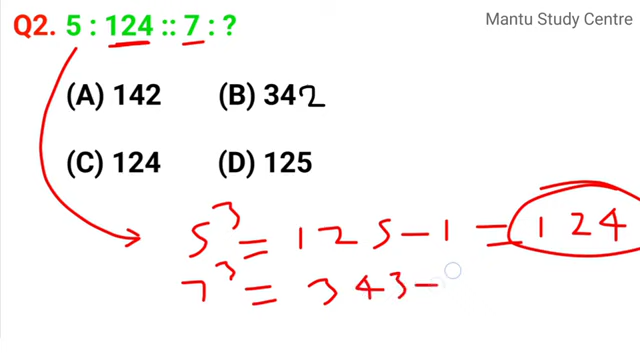 Mantu Study Centre
Q2. 5 : 124 :: 7 : ?
(A) 142 (B) 342
(C) 124 (D) 125
5³ = 125 - 1 = 124
7³ = 343 -